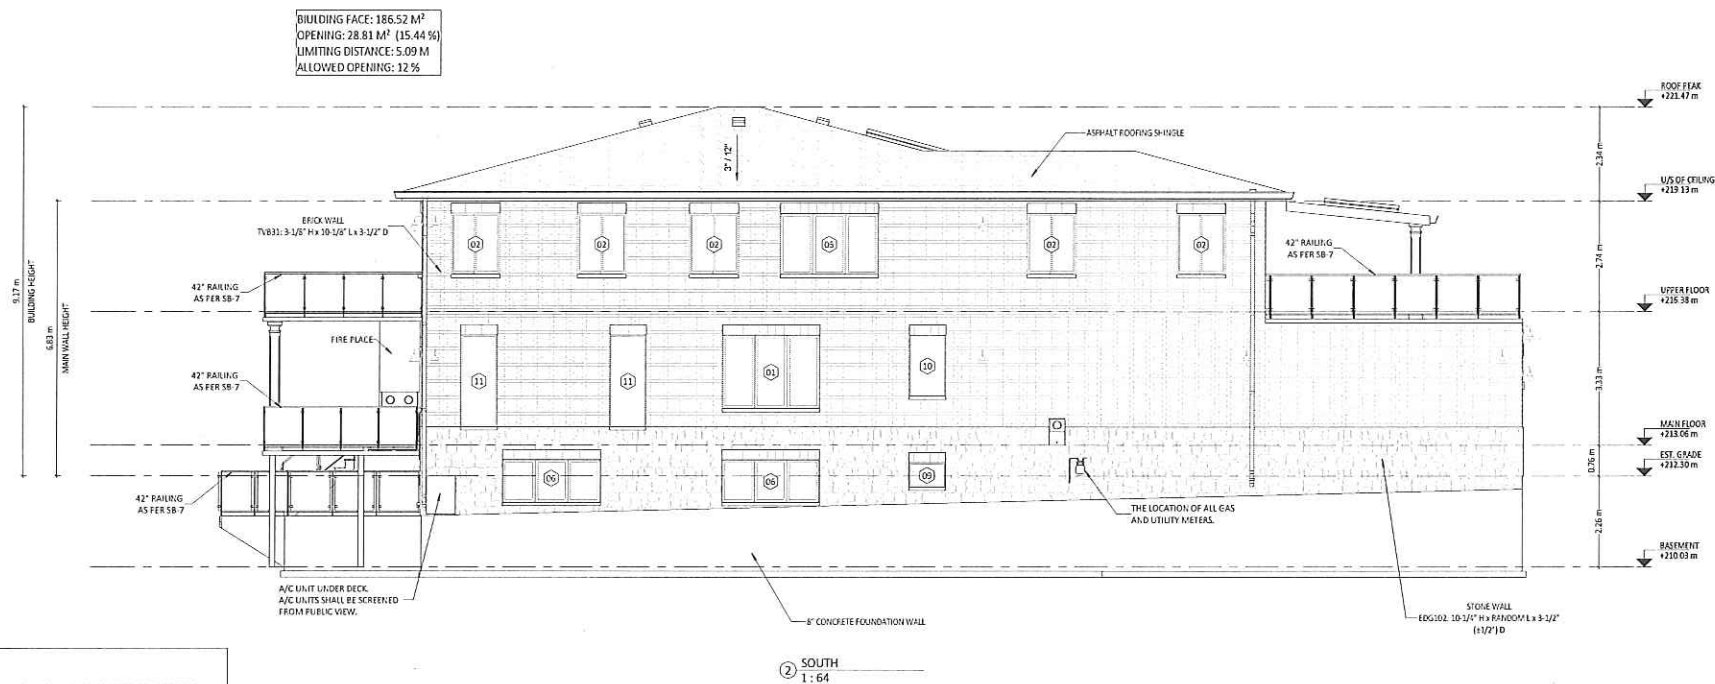 BIULDING FACE: 186.52 M²
OPENING: 28.81 M² (15.44 %)
LIMITING DISTANCE: 5.09 M
ALLOWED OPENING: 12 %
ROOF PEAK
+221.47 m
ASPHALT ROOFING SHINGLE
3" / 12"
2.34 m
U/S OF CEILING
+219.13 m
BRICK WALL
TVB31: 3-1/8" H x 10-1/8" L x 3-1/2" D
02
02
02
05
02
02
42" RAILING
AS PER SB-7
2.74 m
9.17 m
BUILDING HEIGHT
6.83 m
MAIN WALL HEIGHT
42" RAILING
AS PER SB-7
UPPER FLOOR
+216.38 m
FIRE PLACE
42" RAILING
AS PER SB-7
11
11
01
10
3.33 m
MAIN FLOOR
+213.06 m
0.76 m
EST. GRADE
+212.30 m
06
06
09
42" RAILING
AS PER SB-7
THE LOCATION OF ALL GAS
AND UTILITY METERS.
2.26 m
BASEMENT
+210.03 m
A/C UNIT UNDER DECK.
A/C UNITS SHALL BE SCREENED
FROM PUBLIC VIEW.
8" CONCRETE FOUNDATION WALL
STONE WALL
EDG102: 10-1/4" H x RANDOM L x 3-1/2"
(±1/2") D
2 SOUTH
1 : 64